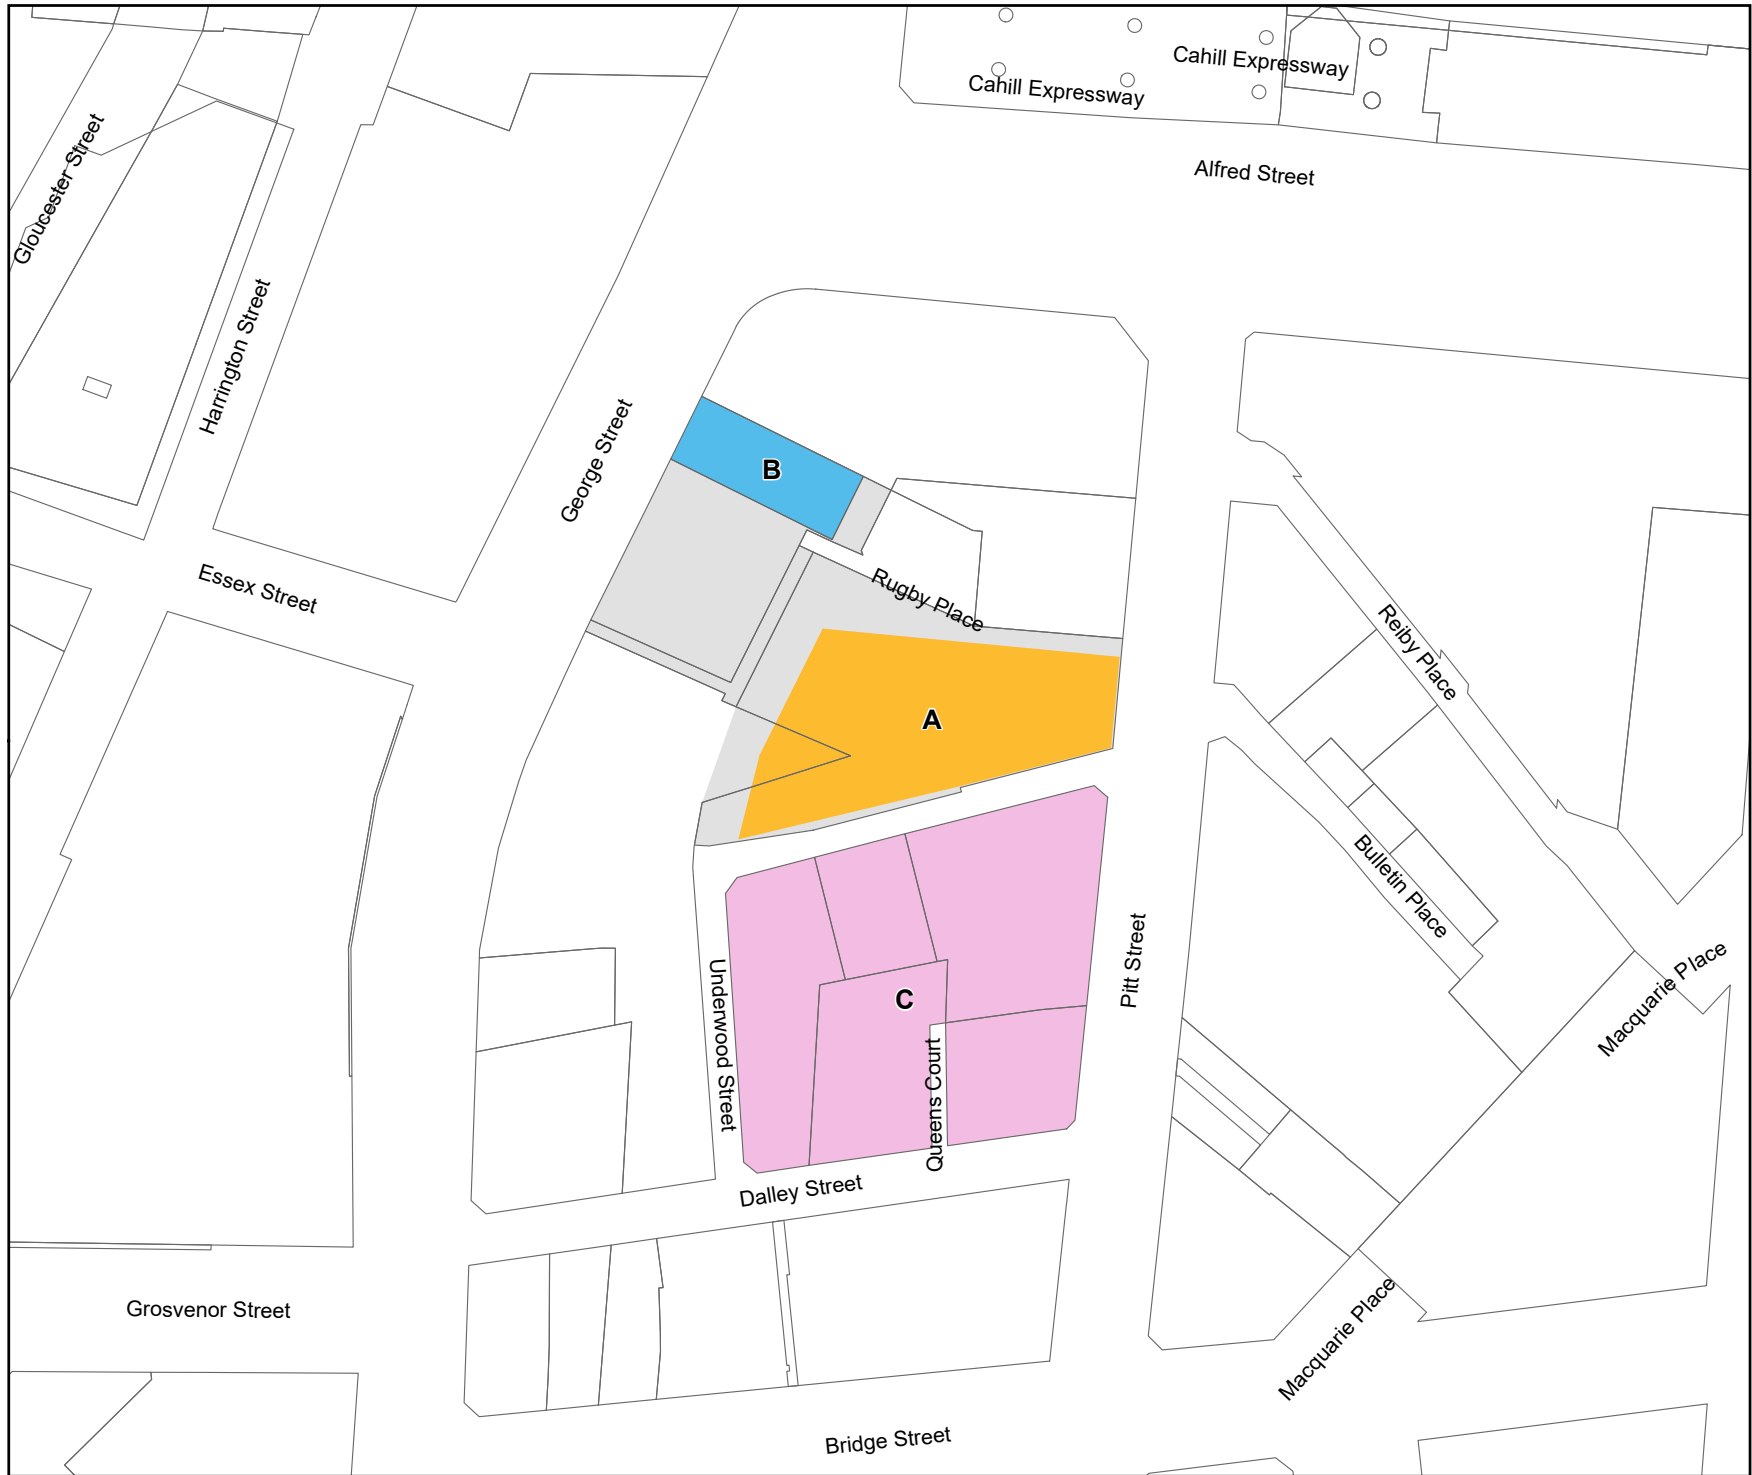 Cahill Expressway
Cahill Expressway
Alfred Street
Gloucester Street
Harrington Street
George Street
B
Essex Street
Rugby Place
Reiby Place
A
Bulletin Place
Pitt Street
Macquarie Place
C
Underwood Street
Queens Court
Dalley Street
Grosvenor Street
Macquarie Place
Bridge Street